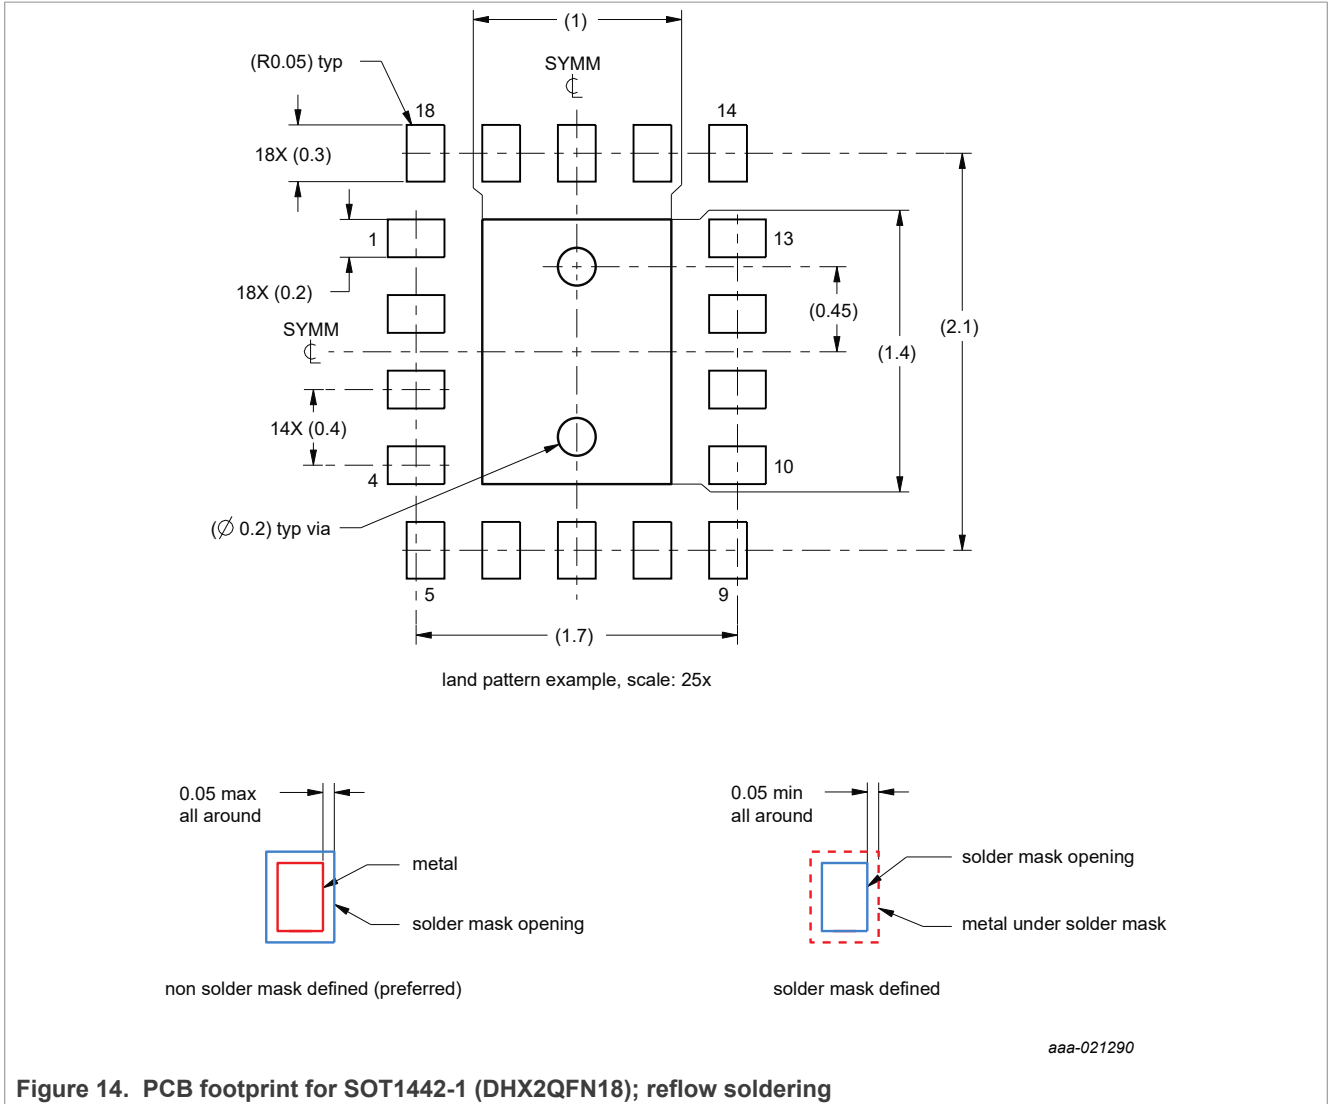 (1)
(R0.05) typ
SYMM
℄
18
14
18X (0.3)
1
13
18X (0.2)
(0.45)
SYMM
℄
(2.1)
(1.4)
14X (0.4)
4
10
(∅ 0.2) typ via
5
9
(1.7)
land pattern example, scale: 25x
0.05 max
all around
metal
solder mask opening
non solder mask defined (preferred)
0.05 min
all around
solder mask opening
metal under solder mask
solder mask defined
aaa-021290
Figure 14. PCB footprint for SOT1442-1 (DHX2QFN18); reflow soldering